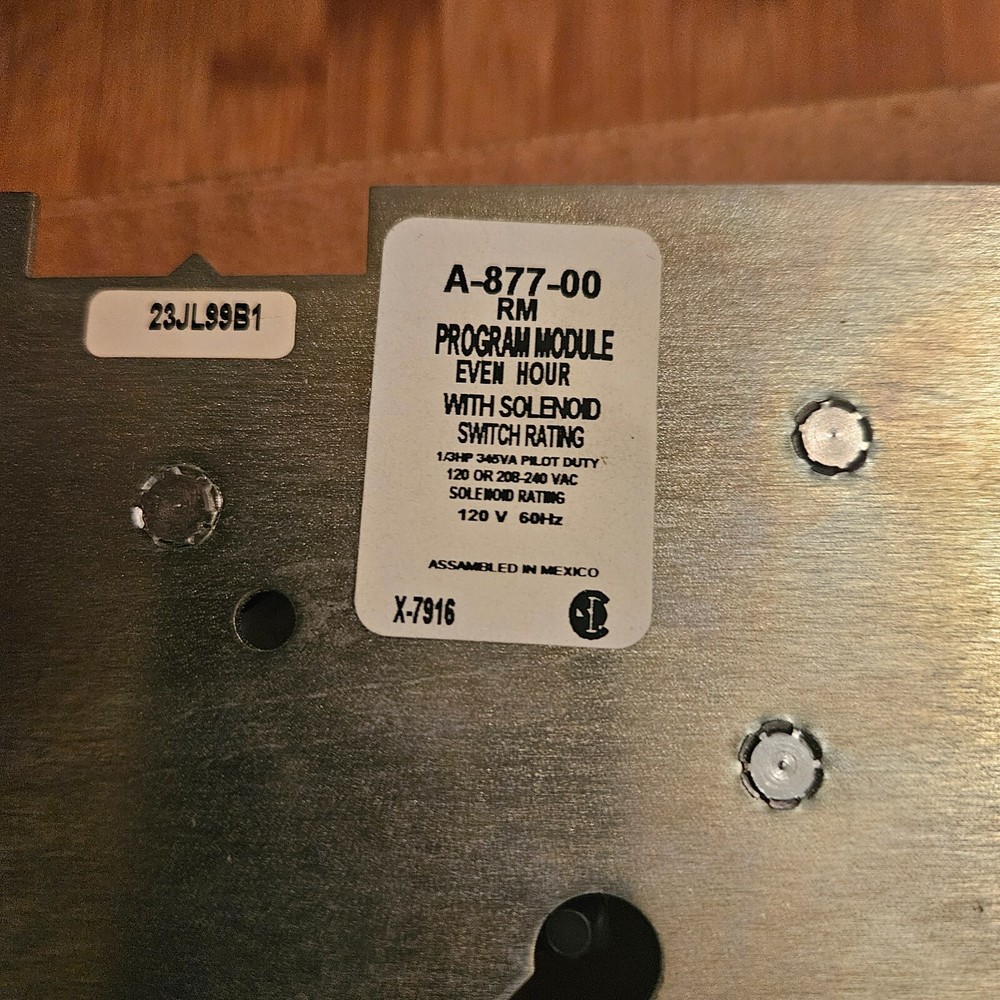 23JL99B1
A-877-00
RM
PROGRAM MODULE
EVEN HOUR
WITH SOLENOID
SWITCH RATING
1/3HP 345VA PILOT DUTY
120 OR 208-240 VAC
SOLENOID RATING
120 V 60Hz
ASSAMBLED IN MEXICO
X-7916